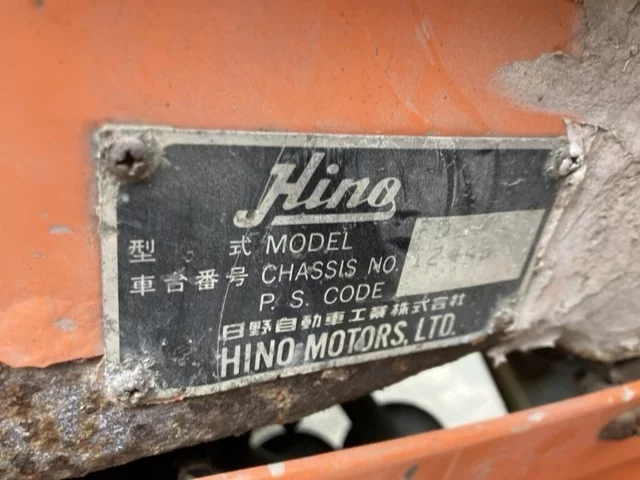 Hino
型 式 MODEL
車台番号 CHASSIS NO.
P. S. CODE
日野自動車工業株式会社
HINO MOTORS, LTD.